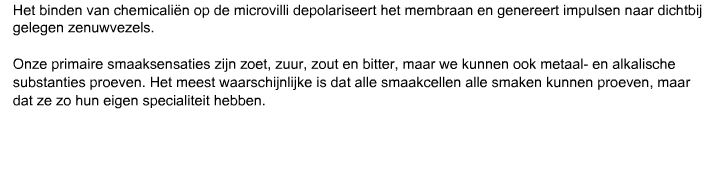 Het binden van chemicaliën op de microvilli depolariseert het membraan en genereert impulsen naar dichtbij
gelegen zenuwvezels.
Onze primaire smaaksensaties zijn zoet, zuur, zout en bitter, maar we kunnen ook metaal- en alkalische
substanties proeven. Het meest waarschijnlijke is dat alle smaakcellen alle smaken kunnen proeven, maar
dat ze zo hun eigen specialiteit hebben.